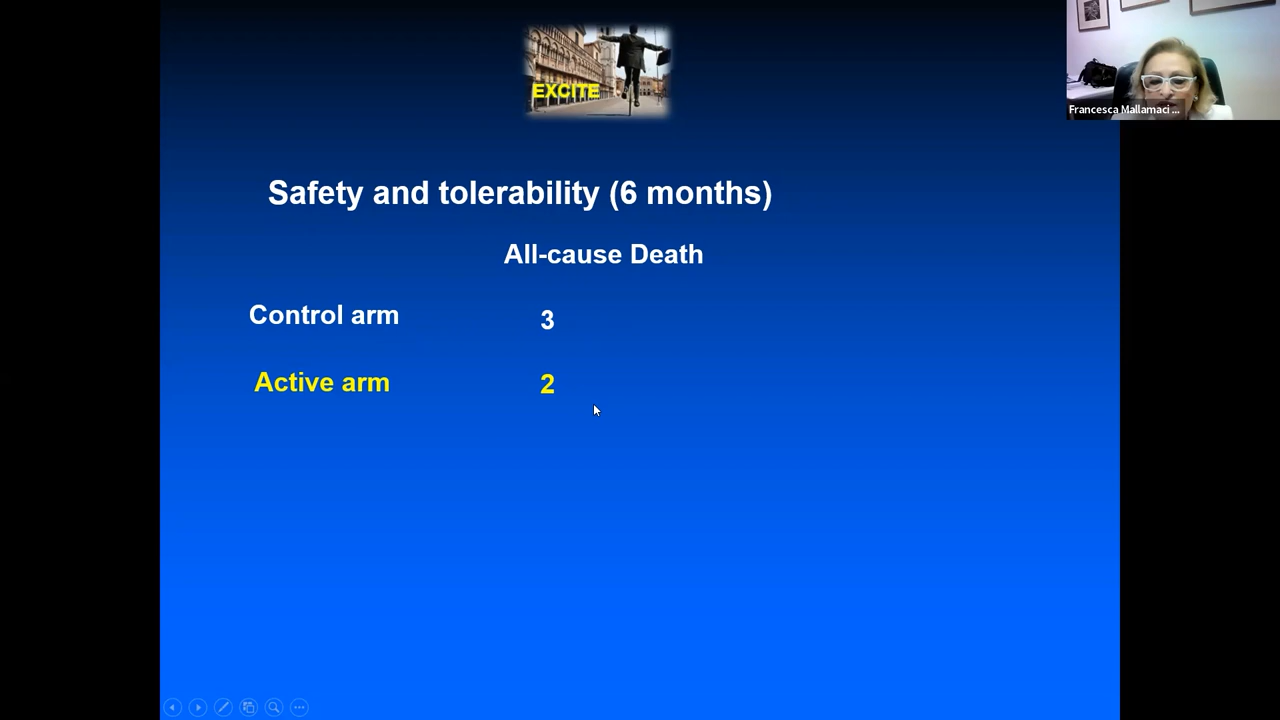 EXCITE
Francesca Mallamaci ...
Safety and tolerability (6 months)
All-cause Death
Control arm 3
Active arm 2